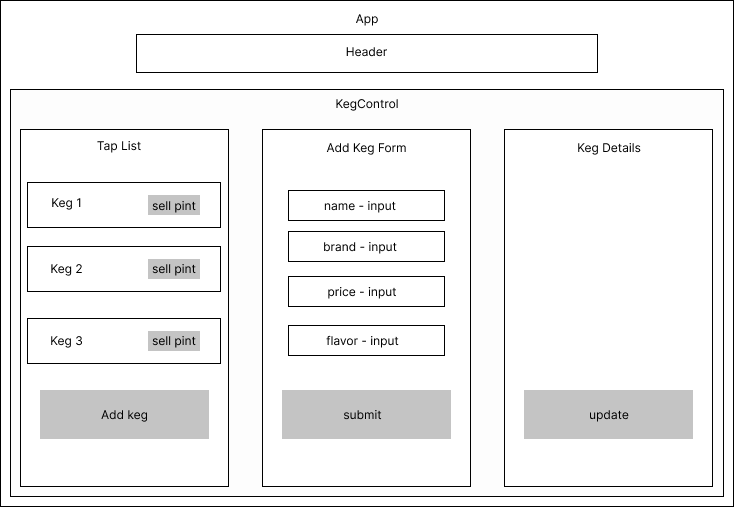 App
Header
KegControl
Tap List
Keg 1
sell pint
Keg 2
sell pint
Keg 3
sell pint
Add keg
Add Keg Form
name - input
brand - input
price - input
flavor - input
submit
Keg Details
update